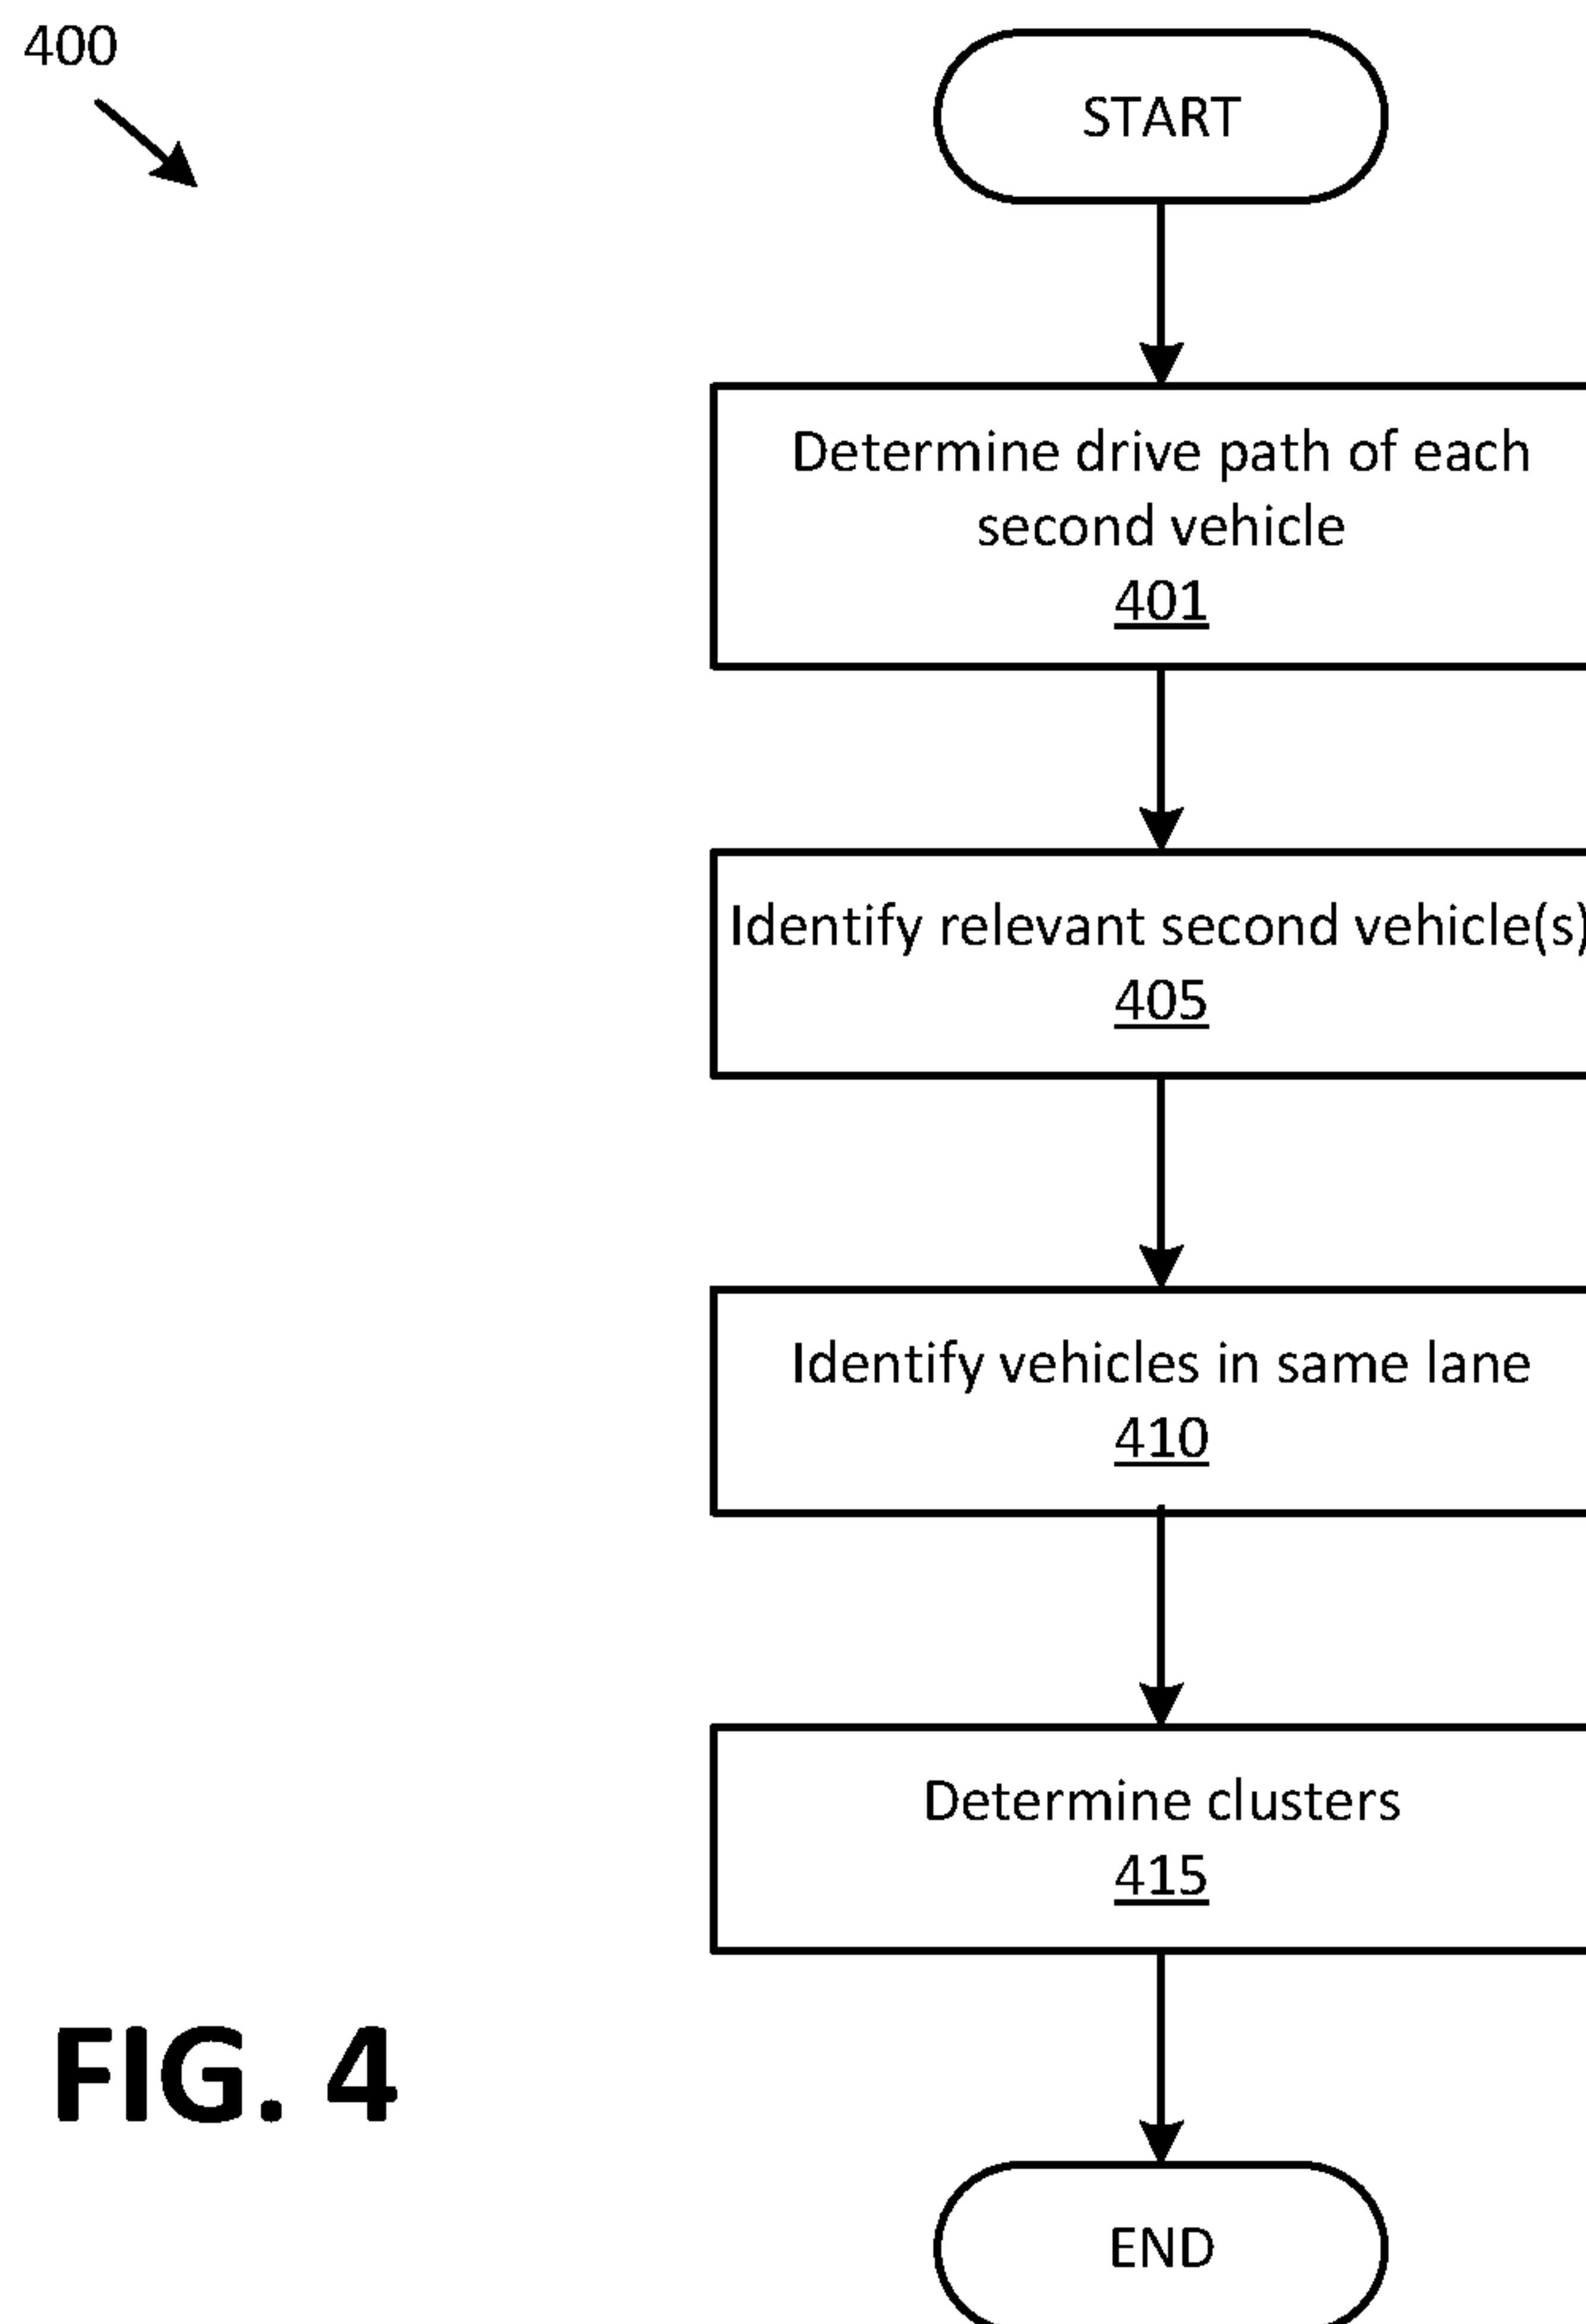 400
START
Determine drive path of each
second vehicle
401
Identify relevant second vehicle(s)
405
Identify vehicles in same lane
410
Determine clusters
415
FIG. 4
END